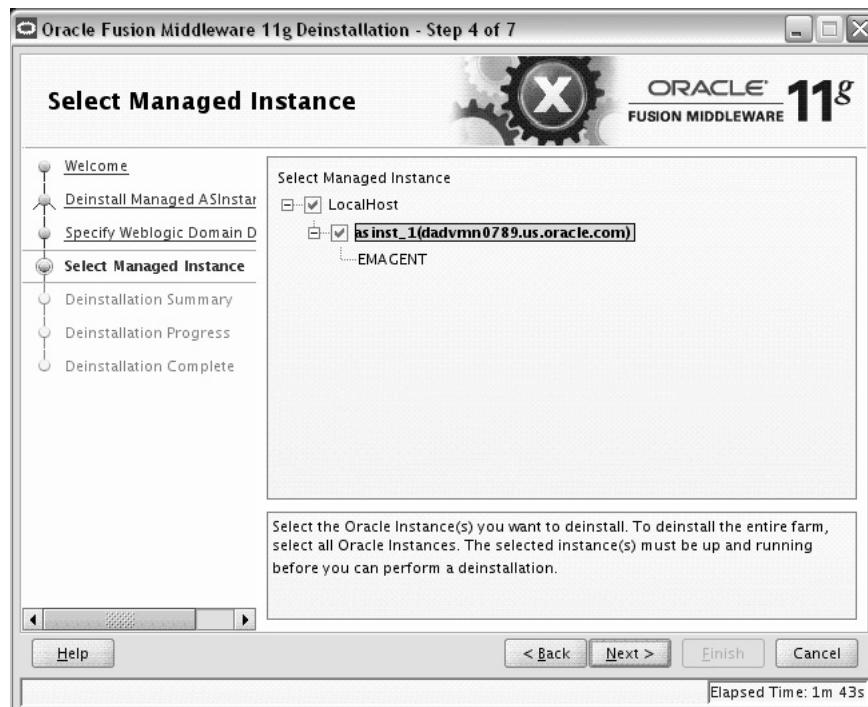 Oracle Fusion Middleware 11g Deinstallation - Step 4 of 7
Select Managed Instance
ORACLE
FUSION MIDDLEWARE
11g
Welcome
Deinstall Managed ASInstar
Specify Weblogic Domain D
Select Managed Instance
Deinstallation Summary
Deinstallation Progress
Deinstallation Complete
Select Managed Instance
LocalHost
asinst_1(dadvmn0789.us.oracle.com)
EMAGENT
Select the Oracle Instance(s) you want to deinstall. To deinstall the entire farm,
select all Oracle Instances. The selected instance(s) must be up and running
before you can perform a deinstallation.
Help
< Back
Next >
Finish
Cancel
Elapsed Time: 1m 43s